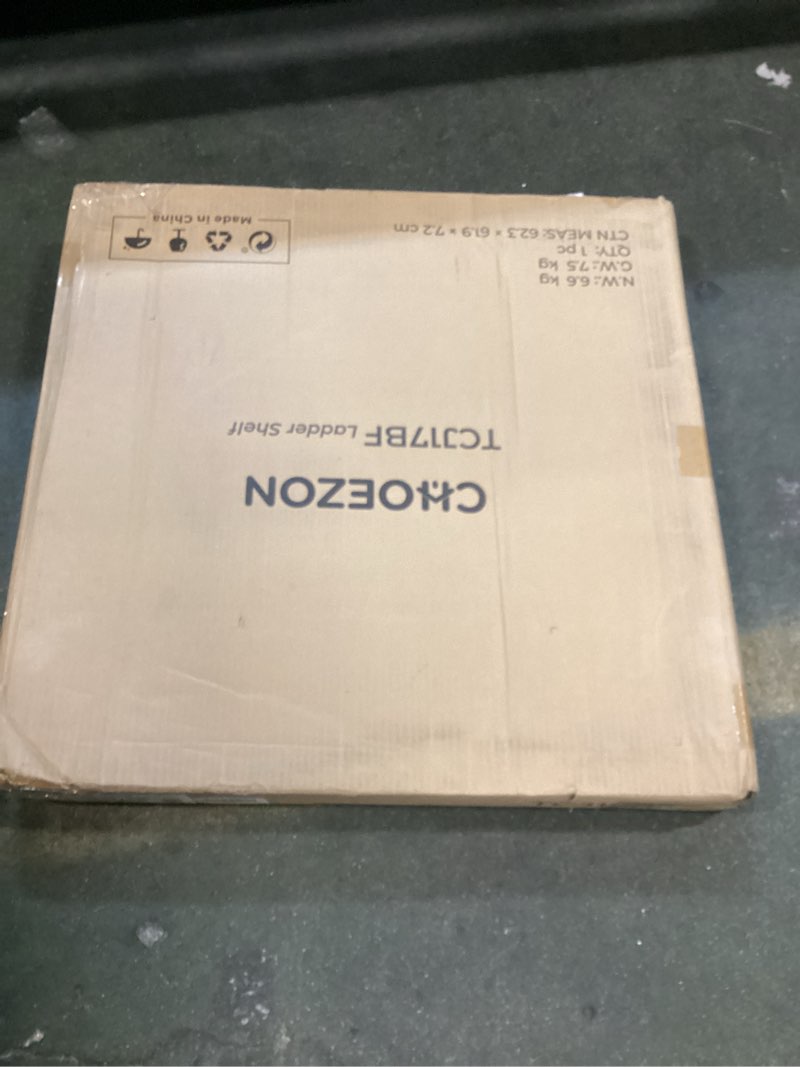 CHOEZON
TCJ17BF Ladder Shelf
N.W.: 6.6 kg
G.W.: 7.5 kg
QTY: 1 pc
CTN MEAS: 62.3 × 61.9 × 7.2 cm
Made in China